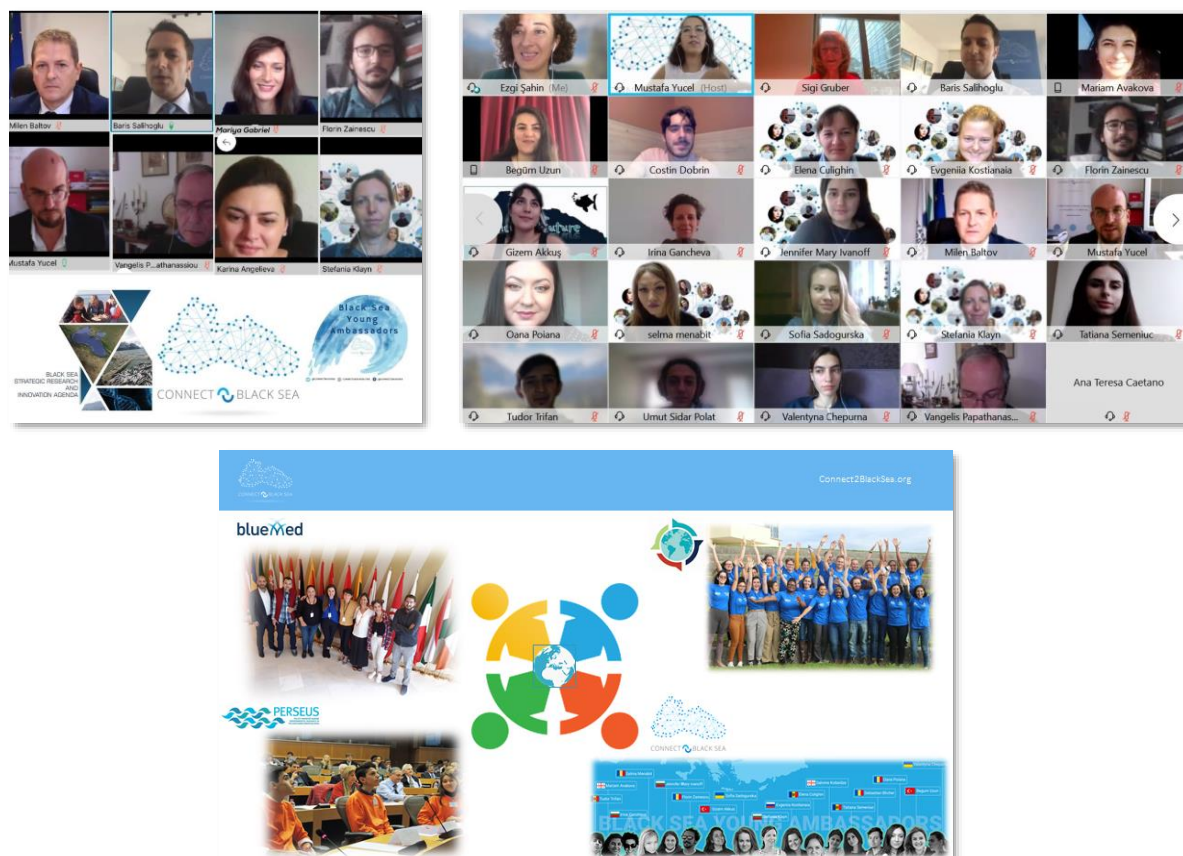 Milen Baltov
Baris Salihoglu
Mariya Gabriel
Florin Zainescu
Mustafa Yucel
Vangelis P...athanassiou
Karina Angelieva
Stefania Klayn
BLACK SEA
STRATEGIC RESEARCH
AND
INNOVATION AGENDA
CONNECT BLACK SEA
Black Sea
Young
Ambassadors
Ezgi Şahin (Me)
Mustafa Yucel (Host)
Sigi Gruber
Baris Salihoglu
Mariam Avakova
Begüm Uzun
Costin Dobrin
Elena Culighin
Evgeniia Kostianaia
Florin Zainescu
Gizem Akkuş
Irina Gancheva
Jennifer Mary Ivanoff
Milen Baltov
Mustafa Yucel
Oana Poiana
selma menabit
Sofia Sadogurska
Stefania Klayn
Tatiana Semeniuc
Tudor Trifan
Umut Sidar Polat
Valentyna Chepurna
Vangelis Papathanas...
Ana Teresa Caetano
CONNECT BLACK SEA
Connect2BlackSea.org
bluemed
PERSEUS
CONNECT BLACK SEA
BLACK SEA YOUNG AMBASSADORS